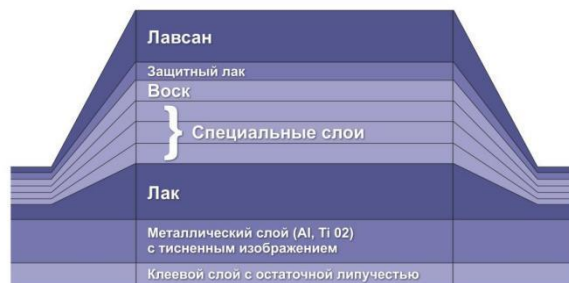 Лавсан
Защитный лак
Воск
Специальные слои
Лак
Металлический слой (Al, Ti 02)
с тисненным изображением
Клеевой слой с остаточной липучестью